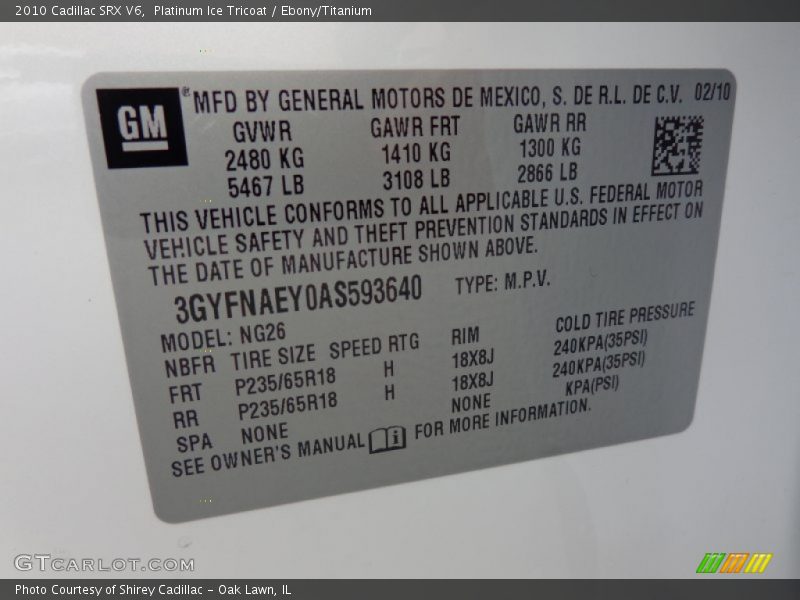 2010 Cadillac SRX V6, Platinum Ice Tricoat / Ebony/Titanium
GM ® MFD BY GENERAL MOTORS DE MEXICO, S. DE R.L. DE C.V. 02/10
GVWR GAWR FRT GAWR RR
2480 KG 1410 KG 1300 KG
5467 LB 3108 LB 2866 LB
THIS VEHICLE CONFORMS TO ALL APPLICABLE U.S. FEDERAL MOTOR
VEHICLE SAFETY AND THEFT PREVENTION STANDARDS IN EFFECT ON
THE DATE OF MANUFACTURE SHOWN ABOVE.
3GYFNAEY0AS593640 TYPE: M.P.V.
MODEL: NG26
NBFR TIRE SIZE SPEED RTG RIM COLD TIRE PRESSURE
FRT P235/65R18 H 18X8J 240KPA(35PSI)
RR P235/65R18 H 18X8J 240KPA(35PSI)
SPA NONE NONE KPA(PSI)
SEE OWNER'S MANUAL FOR MORE INFORMATION.
GTCARLOT.COM
Photo Courtesy of Shirey Cadillac - Oak Lawn, IL